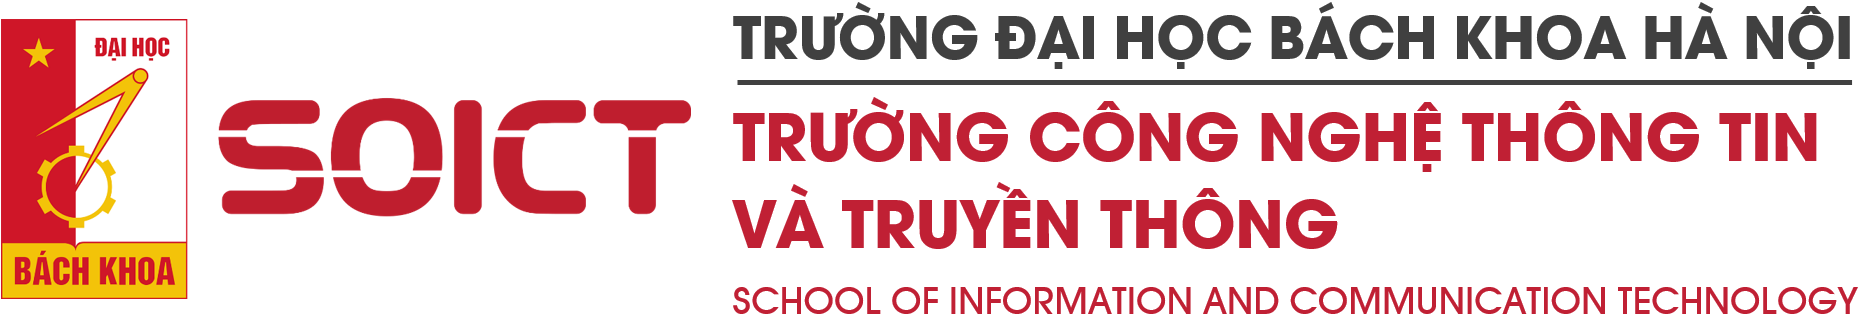 ĐẠI HỌC
BÁCH KHOA
SOICT
TRƯỜNG ĐẠI HỌC BÁCH KHOA HÀ NỘI
TRƯỜNG CÔNG NGHỆ THÔNG TIN
VÀ TRUYỀN THÔNG
SCHOOL OF INFORMATION AND COMMUNICATION TECHNOLOGY